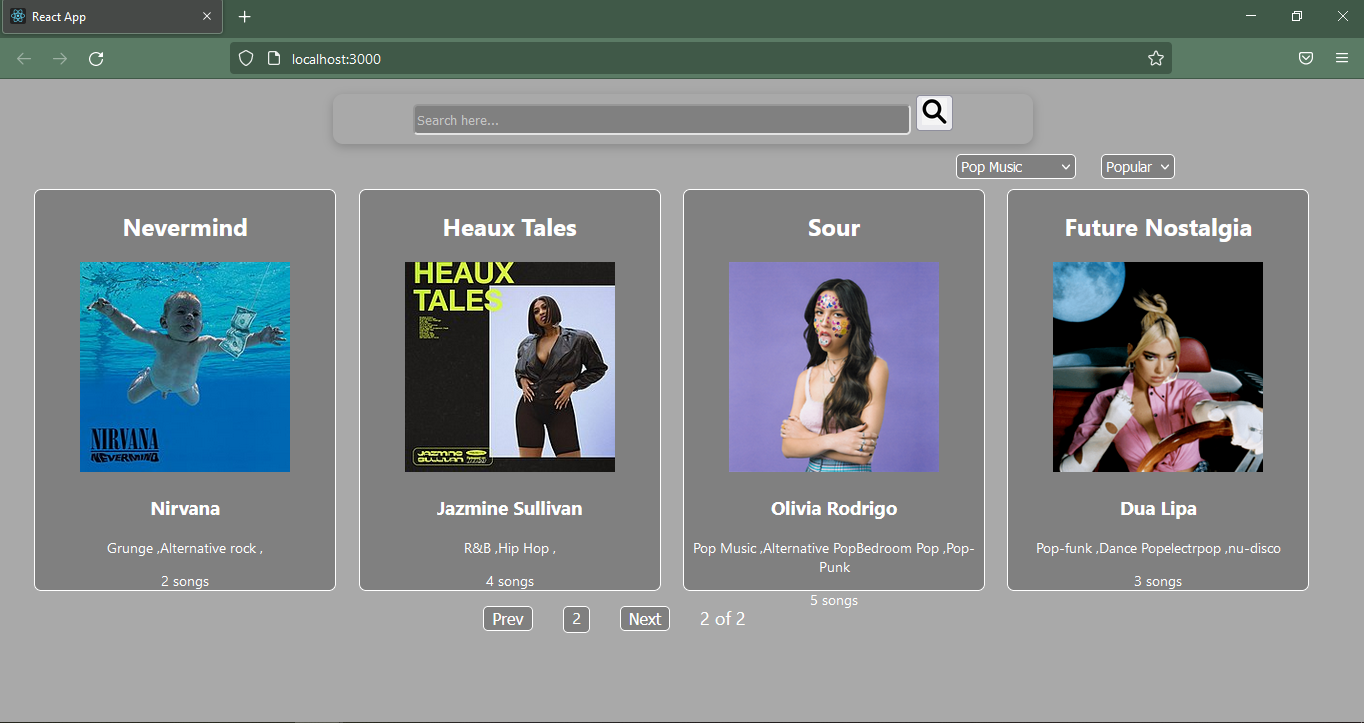 React App
localhost:3000
Search here...
Pop Music
Popular
Nevermind
NIRVANA
NEVERMIND
Nirvana
Grunge ,Alternative rock ,
2 songs
Heaux Tales
HEAUX
TALES
JAZMINE
SULLIVAN
Jazmine Sullivan
R&B ,Hip Hop ,
4 songs
Sour
Olivia Rodrigo
Pop Music ,Alternative PopBedroom Pop ,Pop-
Punk
5 songs
Future Nostalgia
Dua Lipa
Pop-funk ,Dance Popelectrpop ,nu-disco
3 songs
Prev
2
Next
2 of 2